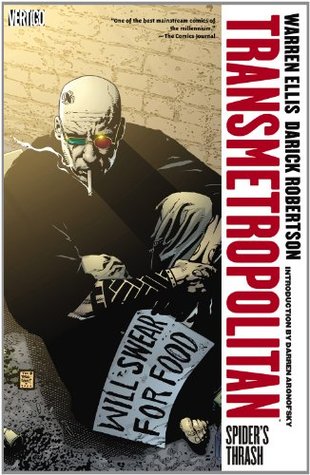 VERTIGO
"One of the best mainstream comics
of the millennium."
—The Comics Journal.
WARREN ELLIS DARICK ROBERTSON
TRANSMETROPOLITAN
INTRODUCTION BY DARREN ARONOFSKY
SPIDER'S
THRASH
WILL SWEAR
FOR FOOD